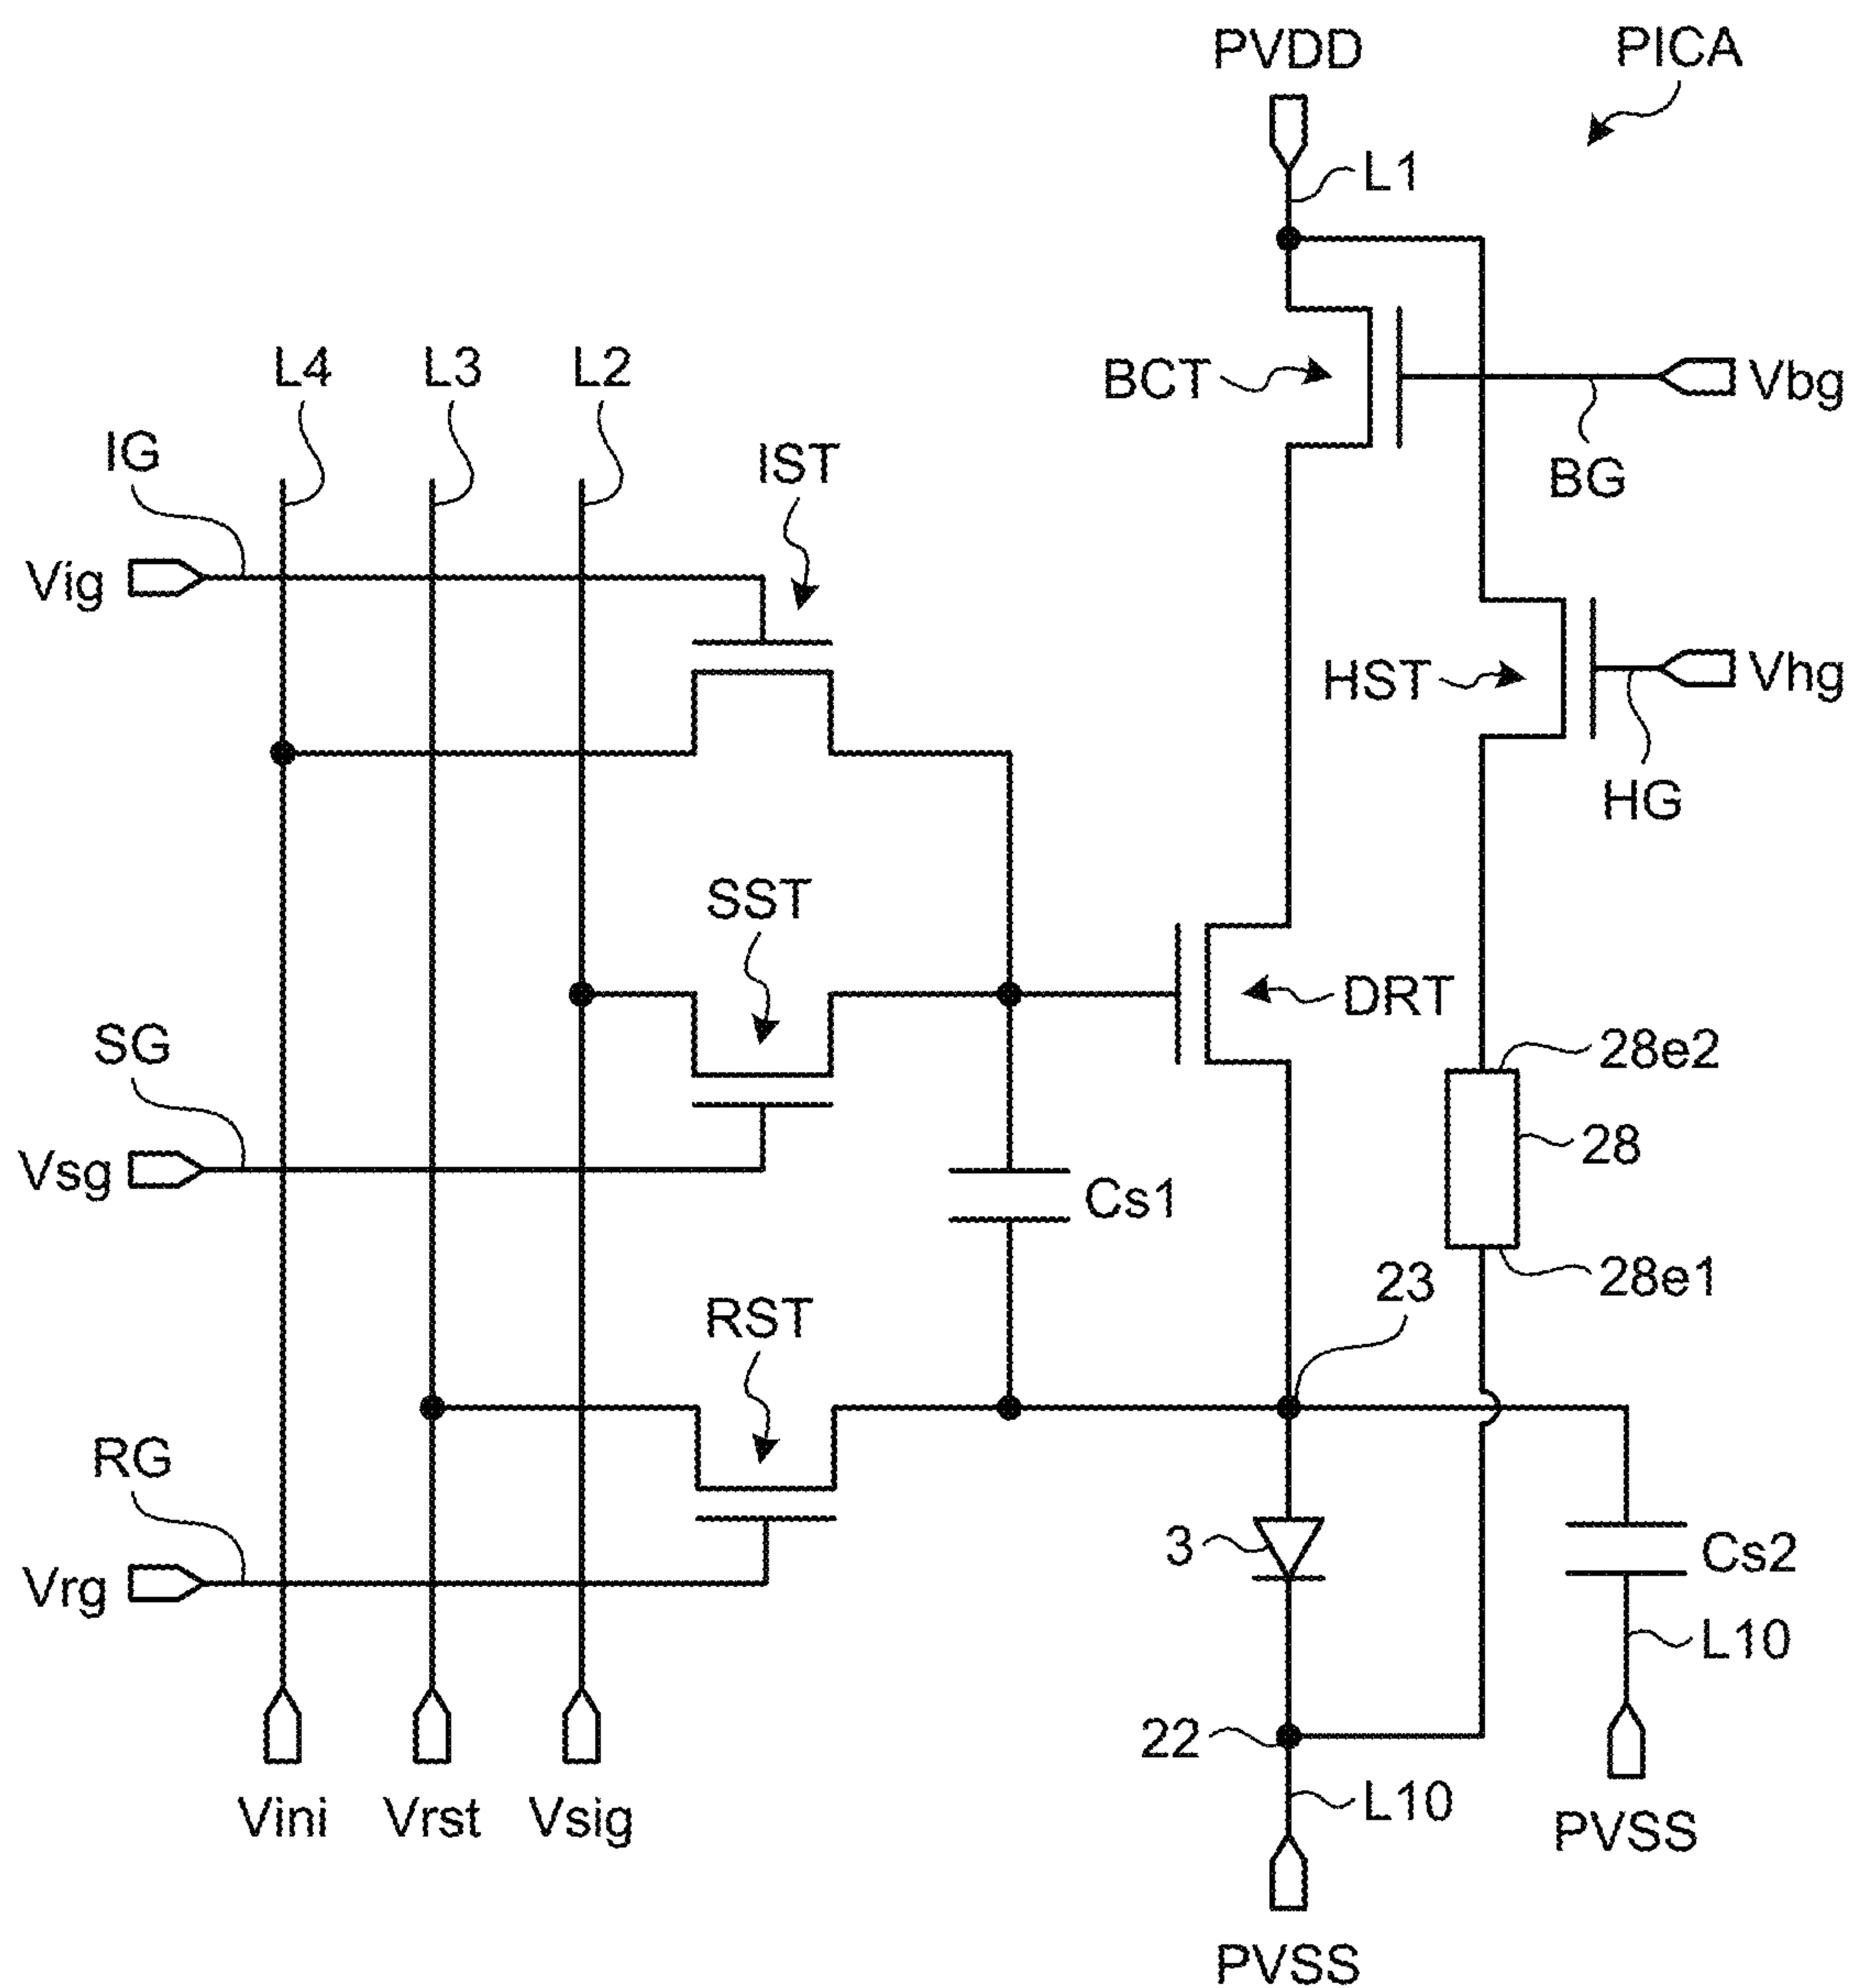 PVDD
PICA
L1
L4
L3
L2
BCT
Vbg
IG
IST
BG
Vig
HST
Vhg
HG
SST
DRT
SG
28e2
28
Vsg
Cs1
23
28e1
RST
RG
3
Cs2
Vrg
L10
22
Vini
Vrst
Vsig
L10
PVSS
PVSS